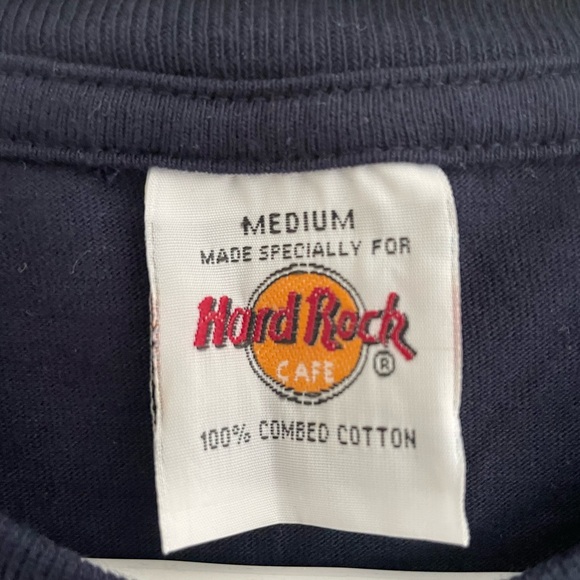 MEDIUM
MADE SPECIALLY FOR
Hard Rock
CAFE ®
100% COMBED COTTON